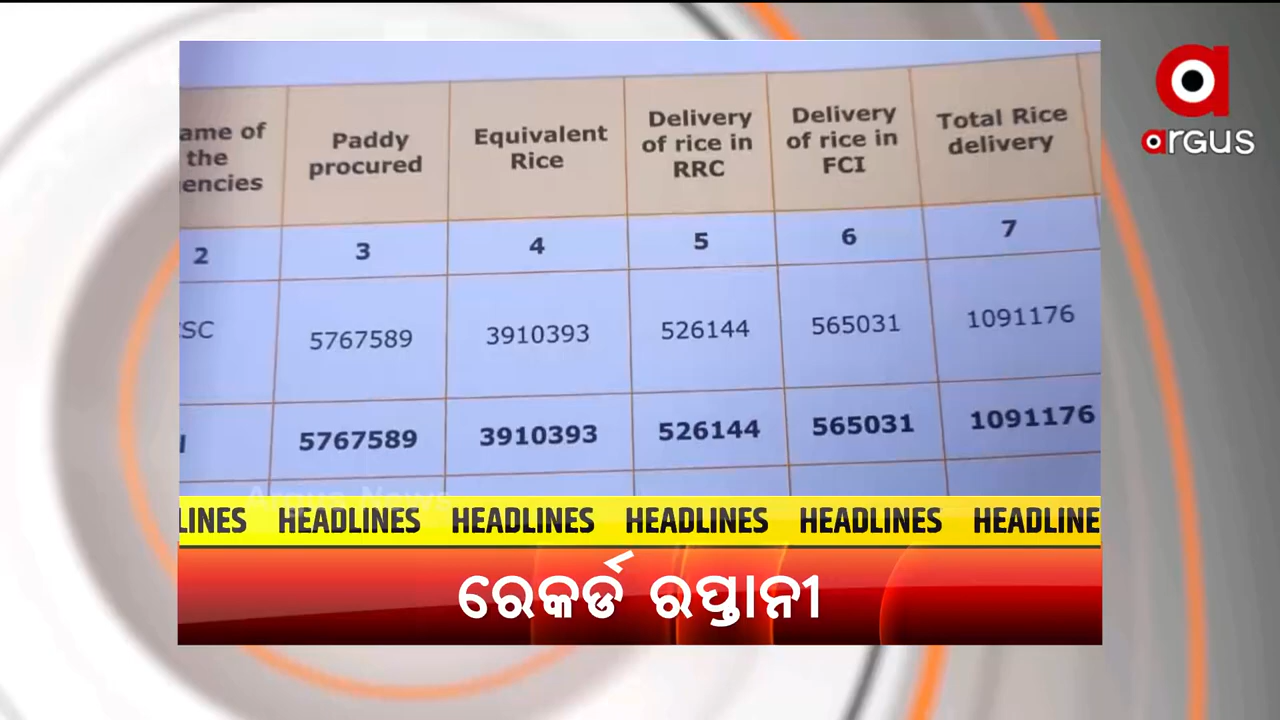 argus
ame of the encies
Paddy procured
Equivalent Rice
Delivery of rice in RRC
Delivery of rice in FCI
Total Rice delivery
2 3 4 5 6 7
SC 5767589 3910393 526144 565031 1091176
l 5767589 3910393 526144 565031 1091176
Argus News
LINES HEADLINES HEADLINES HEADLINES HEADLINES HEADLINE
ରେକର୍ଡ ରପ୍ତାନୀ